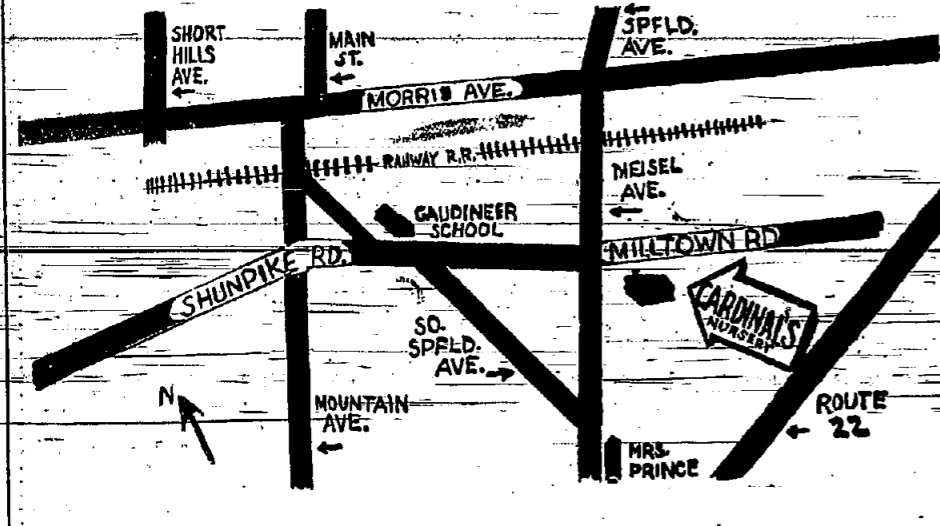 SHORT
HILLS
AVE.
MAIN
ST.
SPFLD.
AVE.
MORRIS AVE.
RAHWAY R.R.
MEISEL
AVE.
GAUDINEER
SCHOOL
MILLTOWN RD
SHUNPIKE RD.
CARDINAL'S
NURSERY
SO.
SPFLD.
AVE.
N
MOUNTAIN
AVE.
ROUTE
22
MRS.
PRINCE